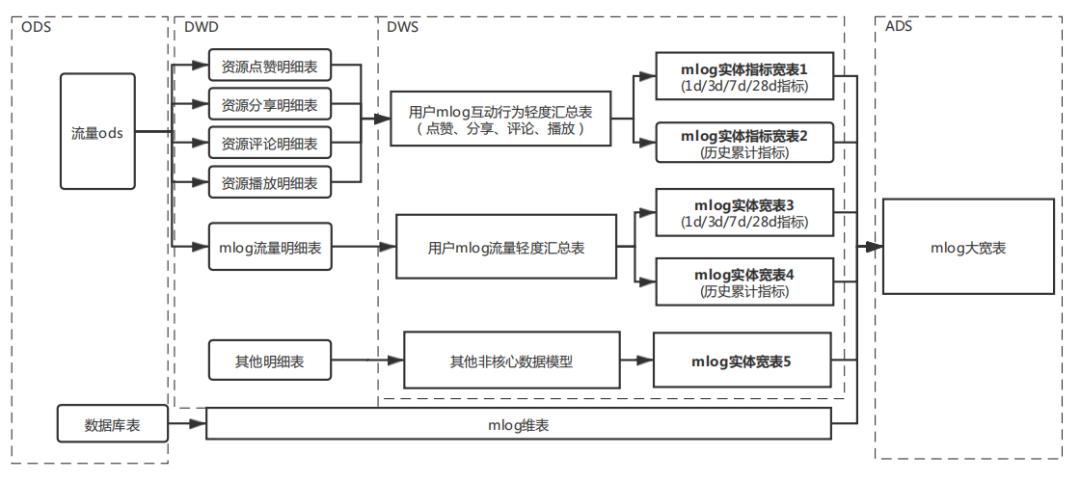 ODS
DWD
DWS
ADS
流量ods
资源点赞明细表
资源分享明细表
资源评论明细表
资源播放明细表
mlog流量明细表
其他明细表
数据库表
用户mlog互动行为轻度汇总表
（点赞、分享、评论、播放）
用户mlog流量轻度汇总表
其他非核心数据模型
mlog实体指标宽表1
(1d/3d/7d/28d指标)
mlog实体指标宽表2
(历史累计指标)
mlog实体宽表3
(1d/3d/7d/28d指标)
mlog实体宽表4
(历史累计指标)
mlog实体宽表5
mlog维表
mlog大宽表